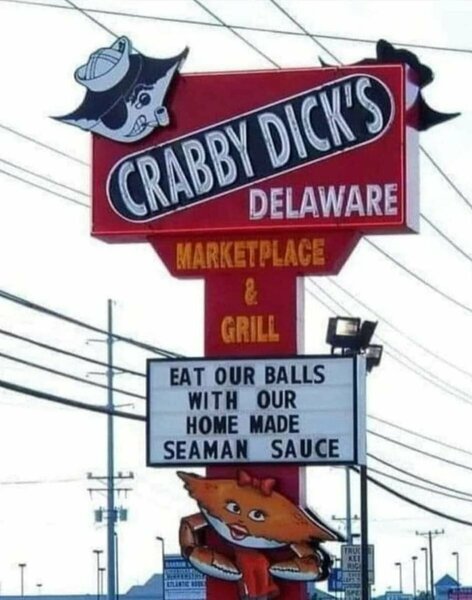 CRABBY DICK'S
DELAWARE
MARKETPLACE
&
GRILL
EAT OUR BALLS
WITH OUR
HOME MADE
SEAMAN SAUCE